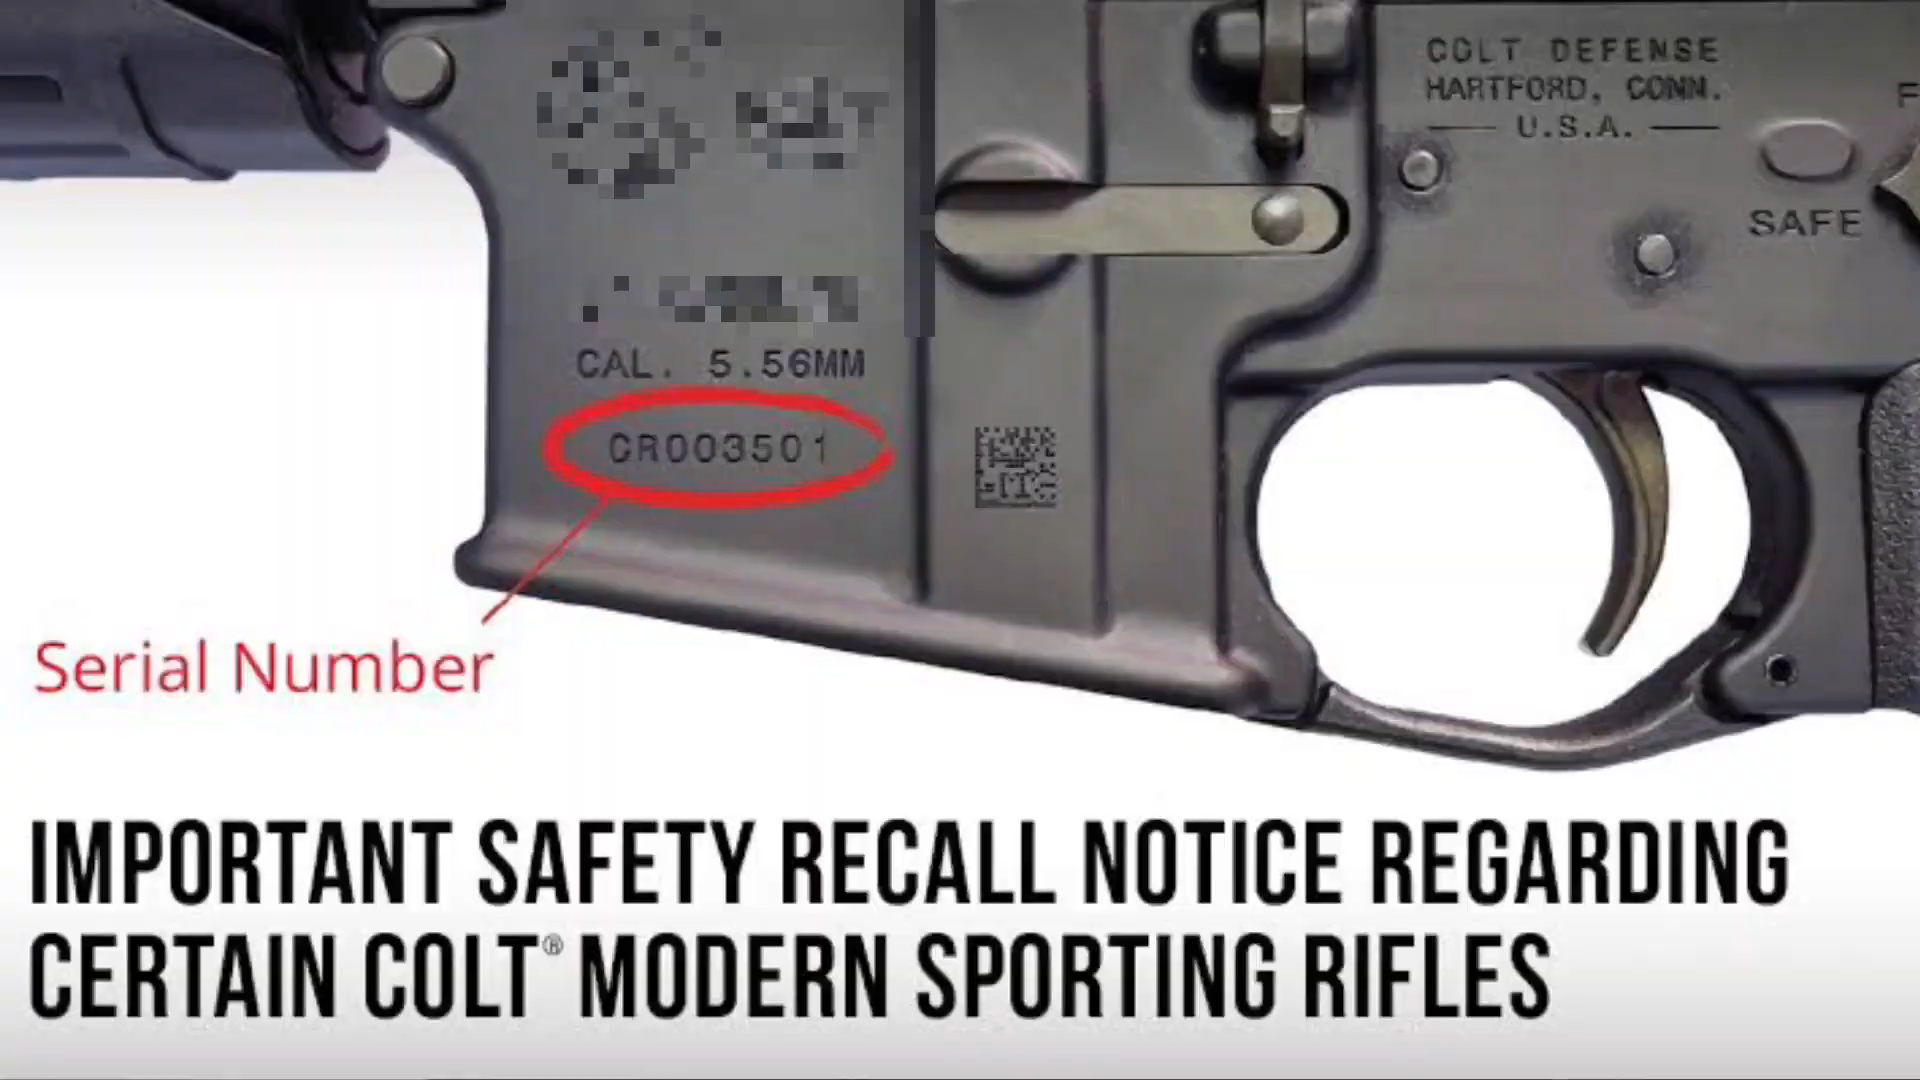 COLT DEFENSE
HARTFORD, CONN.
U.S.A.
F
SAFE
CAL. 5.56MM
CR003501
Serial Number
IMPORTANT SAFETY RECALL NOTICE REGARDING
CERTAIN COLT® MODERN SPORTING RIFLES